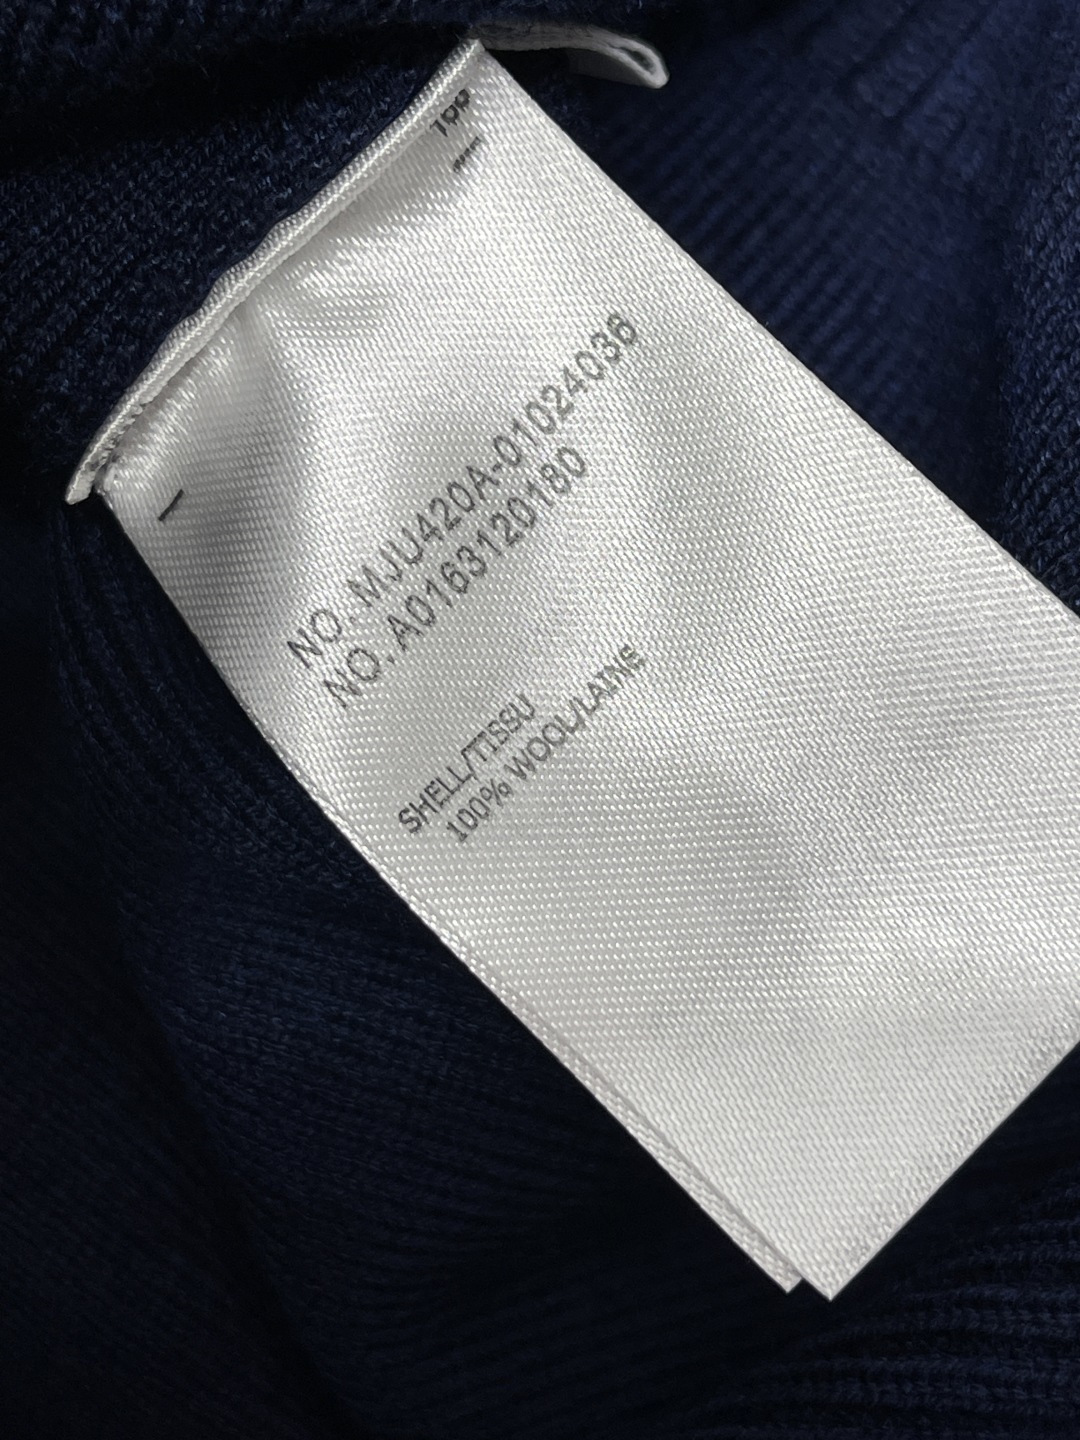 NO. MJU420A-01024036
NO. A0163120180
SHELL/TISSU
100% WOOL/LAINE